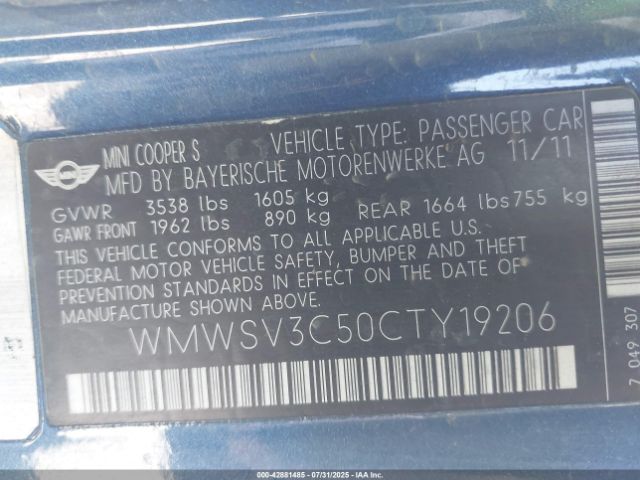 MINI COOPER S VEHICLE TYPE: PASSENGER CAR
MFD BY BAYERISCHE MOTORENWERKE AG 11/11
GVWR 3538 lbs 1605 kg
GAWR FRONT 1962 lbs 890 kg REAR 1664 lbs 755 kg
THIS VEHICLE CONFORMS TO ALL APPLICABLE U.S.
FEDERAL MOTOR VEHICLE SAFETY, BUMPER AND THEFT
PREVENTION STANDARDS IN EFFECT ON THE DATE OF
MANUFACTURE SHOWN ABOVE.
WMWSV3C50CTY19206
7 049 307
000-42881485 - 07/31/2025 - IAAI.COM